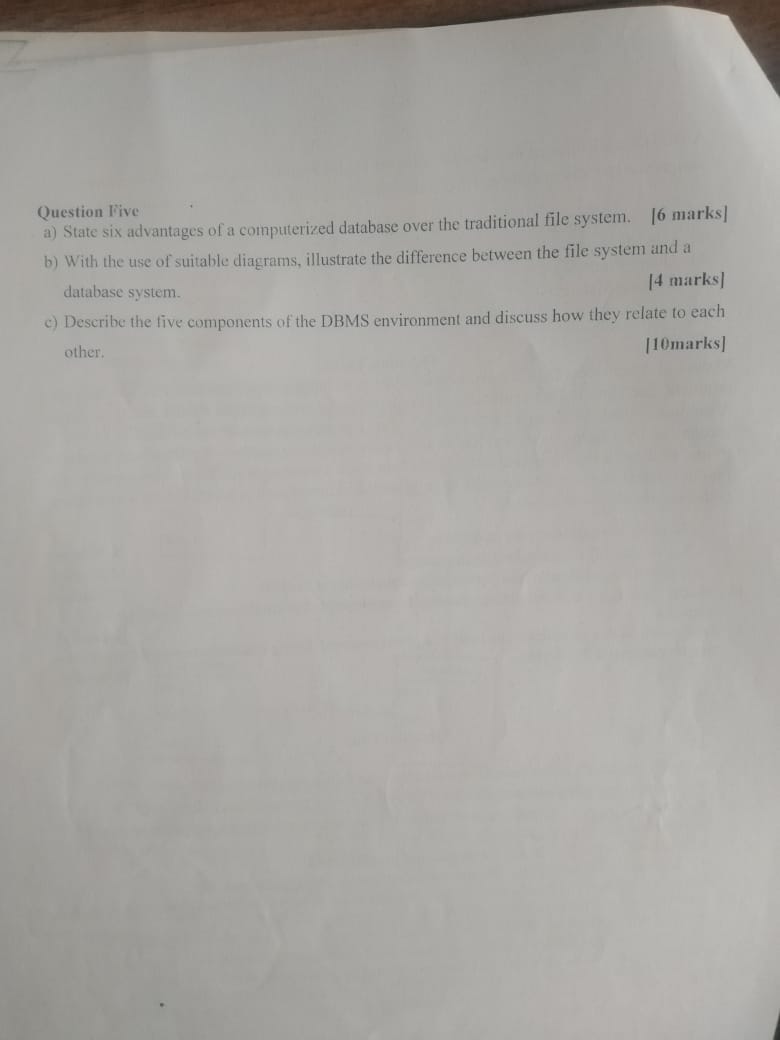 Question Five
a) State six advantages of a computerized database over the traditional file system. [6 marks]
b) With the use of suitable diagrams, illustrate the difference between the file system and a
database system. [4 marks]
c) Describe the five components of the DBMS environment and discuss how they relate to each
other. [10marks]